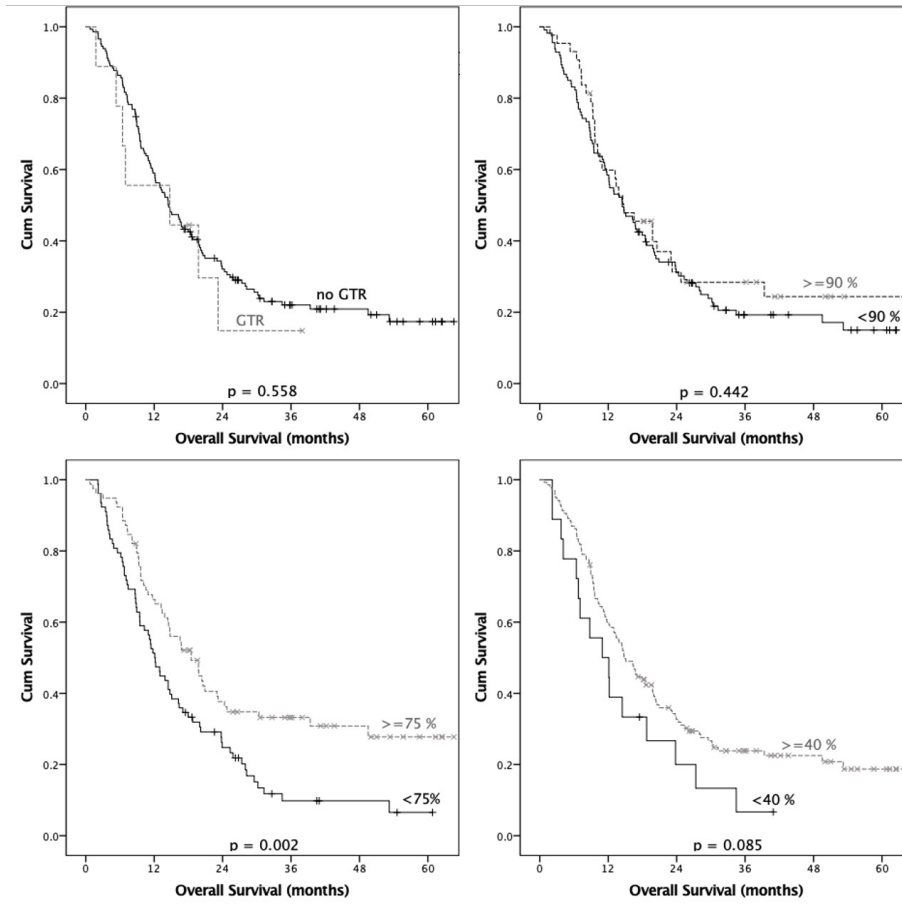 1.0
0.8
0.6
0.4
0.2
0.0
Cum Survival
no GTR
GTR
p = 0.558
0 12 24 36 48 60
Overall Survival (months)
1.0
0.8
0.6
0.4
0.2
0.0
Cum Survival
>=90 %
<90 %
p = 0.442
0 12 24 36 48 60
Overall Survival (months)
1.0
0.8
0.6
0.4
0.2
0.0
Cum Survival
>=75 %
<75%
p = 0.002
0 12 24 36 48 60
Overall Survival (months)
1.0
0.8
0.6
0.4
0.2
0.0
Cum Survival
>=40 %
<40 %
p = 0.085
0 12 24 36 48 60
Overall Survival (months)